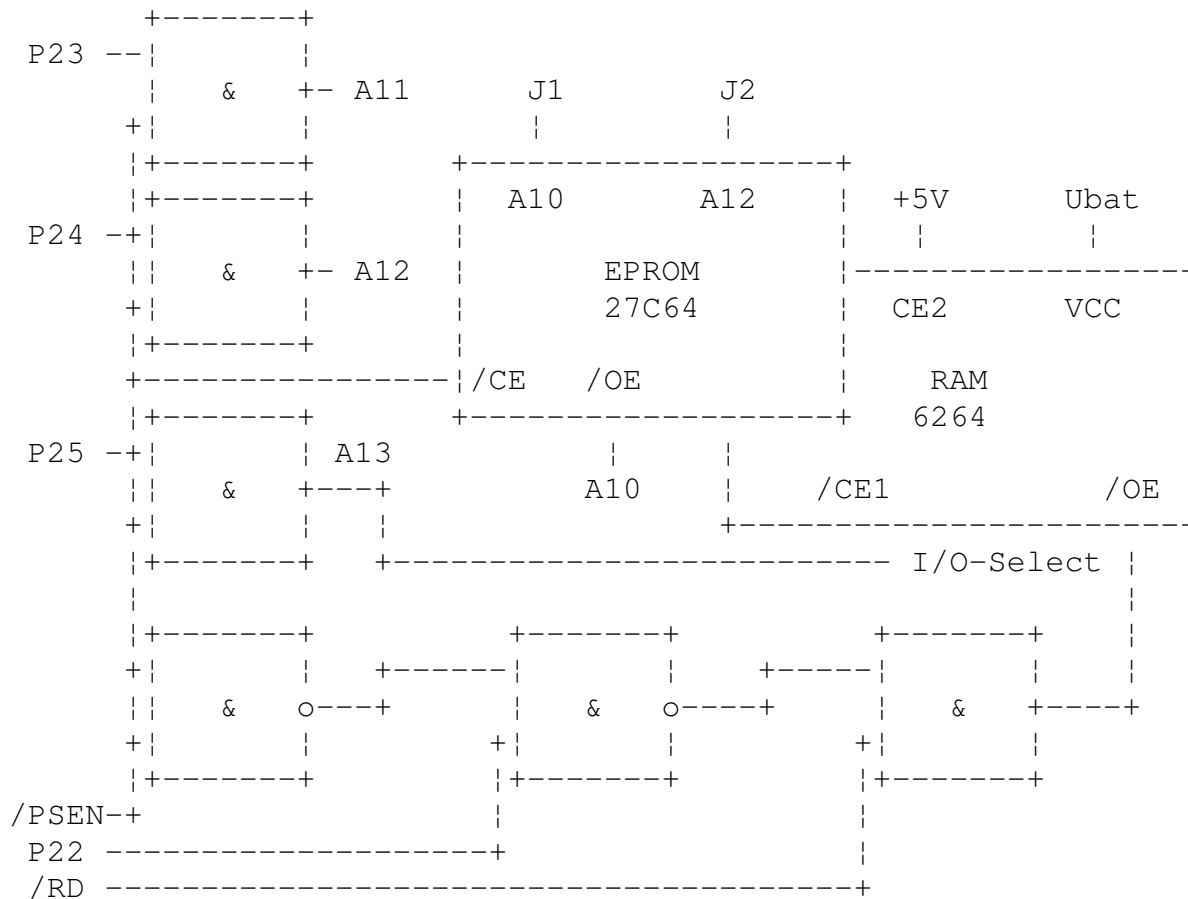 P23
& A11 J1 J2
A10 A12 +5V Ubat
P24
& A12 EPROM
27C64 CE2 VCC
/CE /OE RAM
6264
P25 A13
& A10 /CE1 /OE
I/O-Select
& & &
/PSEN
P22
/RD